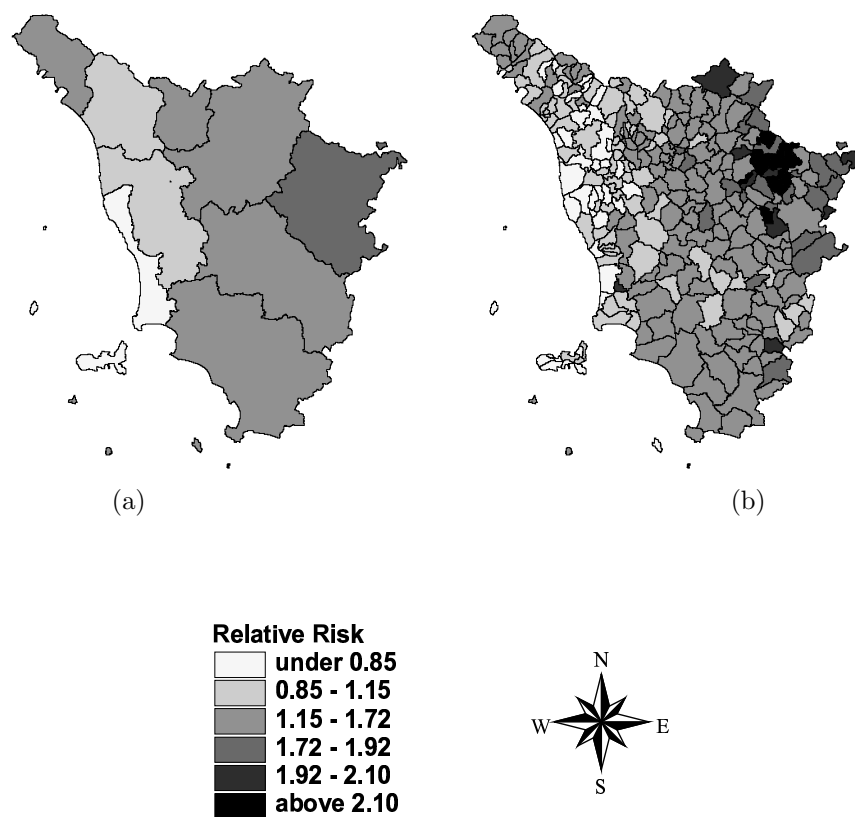 (a)
(b)
Relative Risk
under 0.85
0.85 - 1.15
1.15 - 1.72
1.72 - 1.92
1.92 - 2.10
above 2.10
N
W E
S